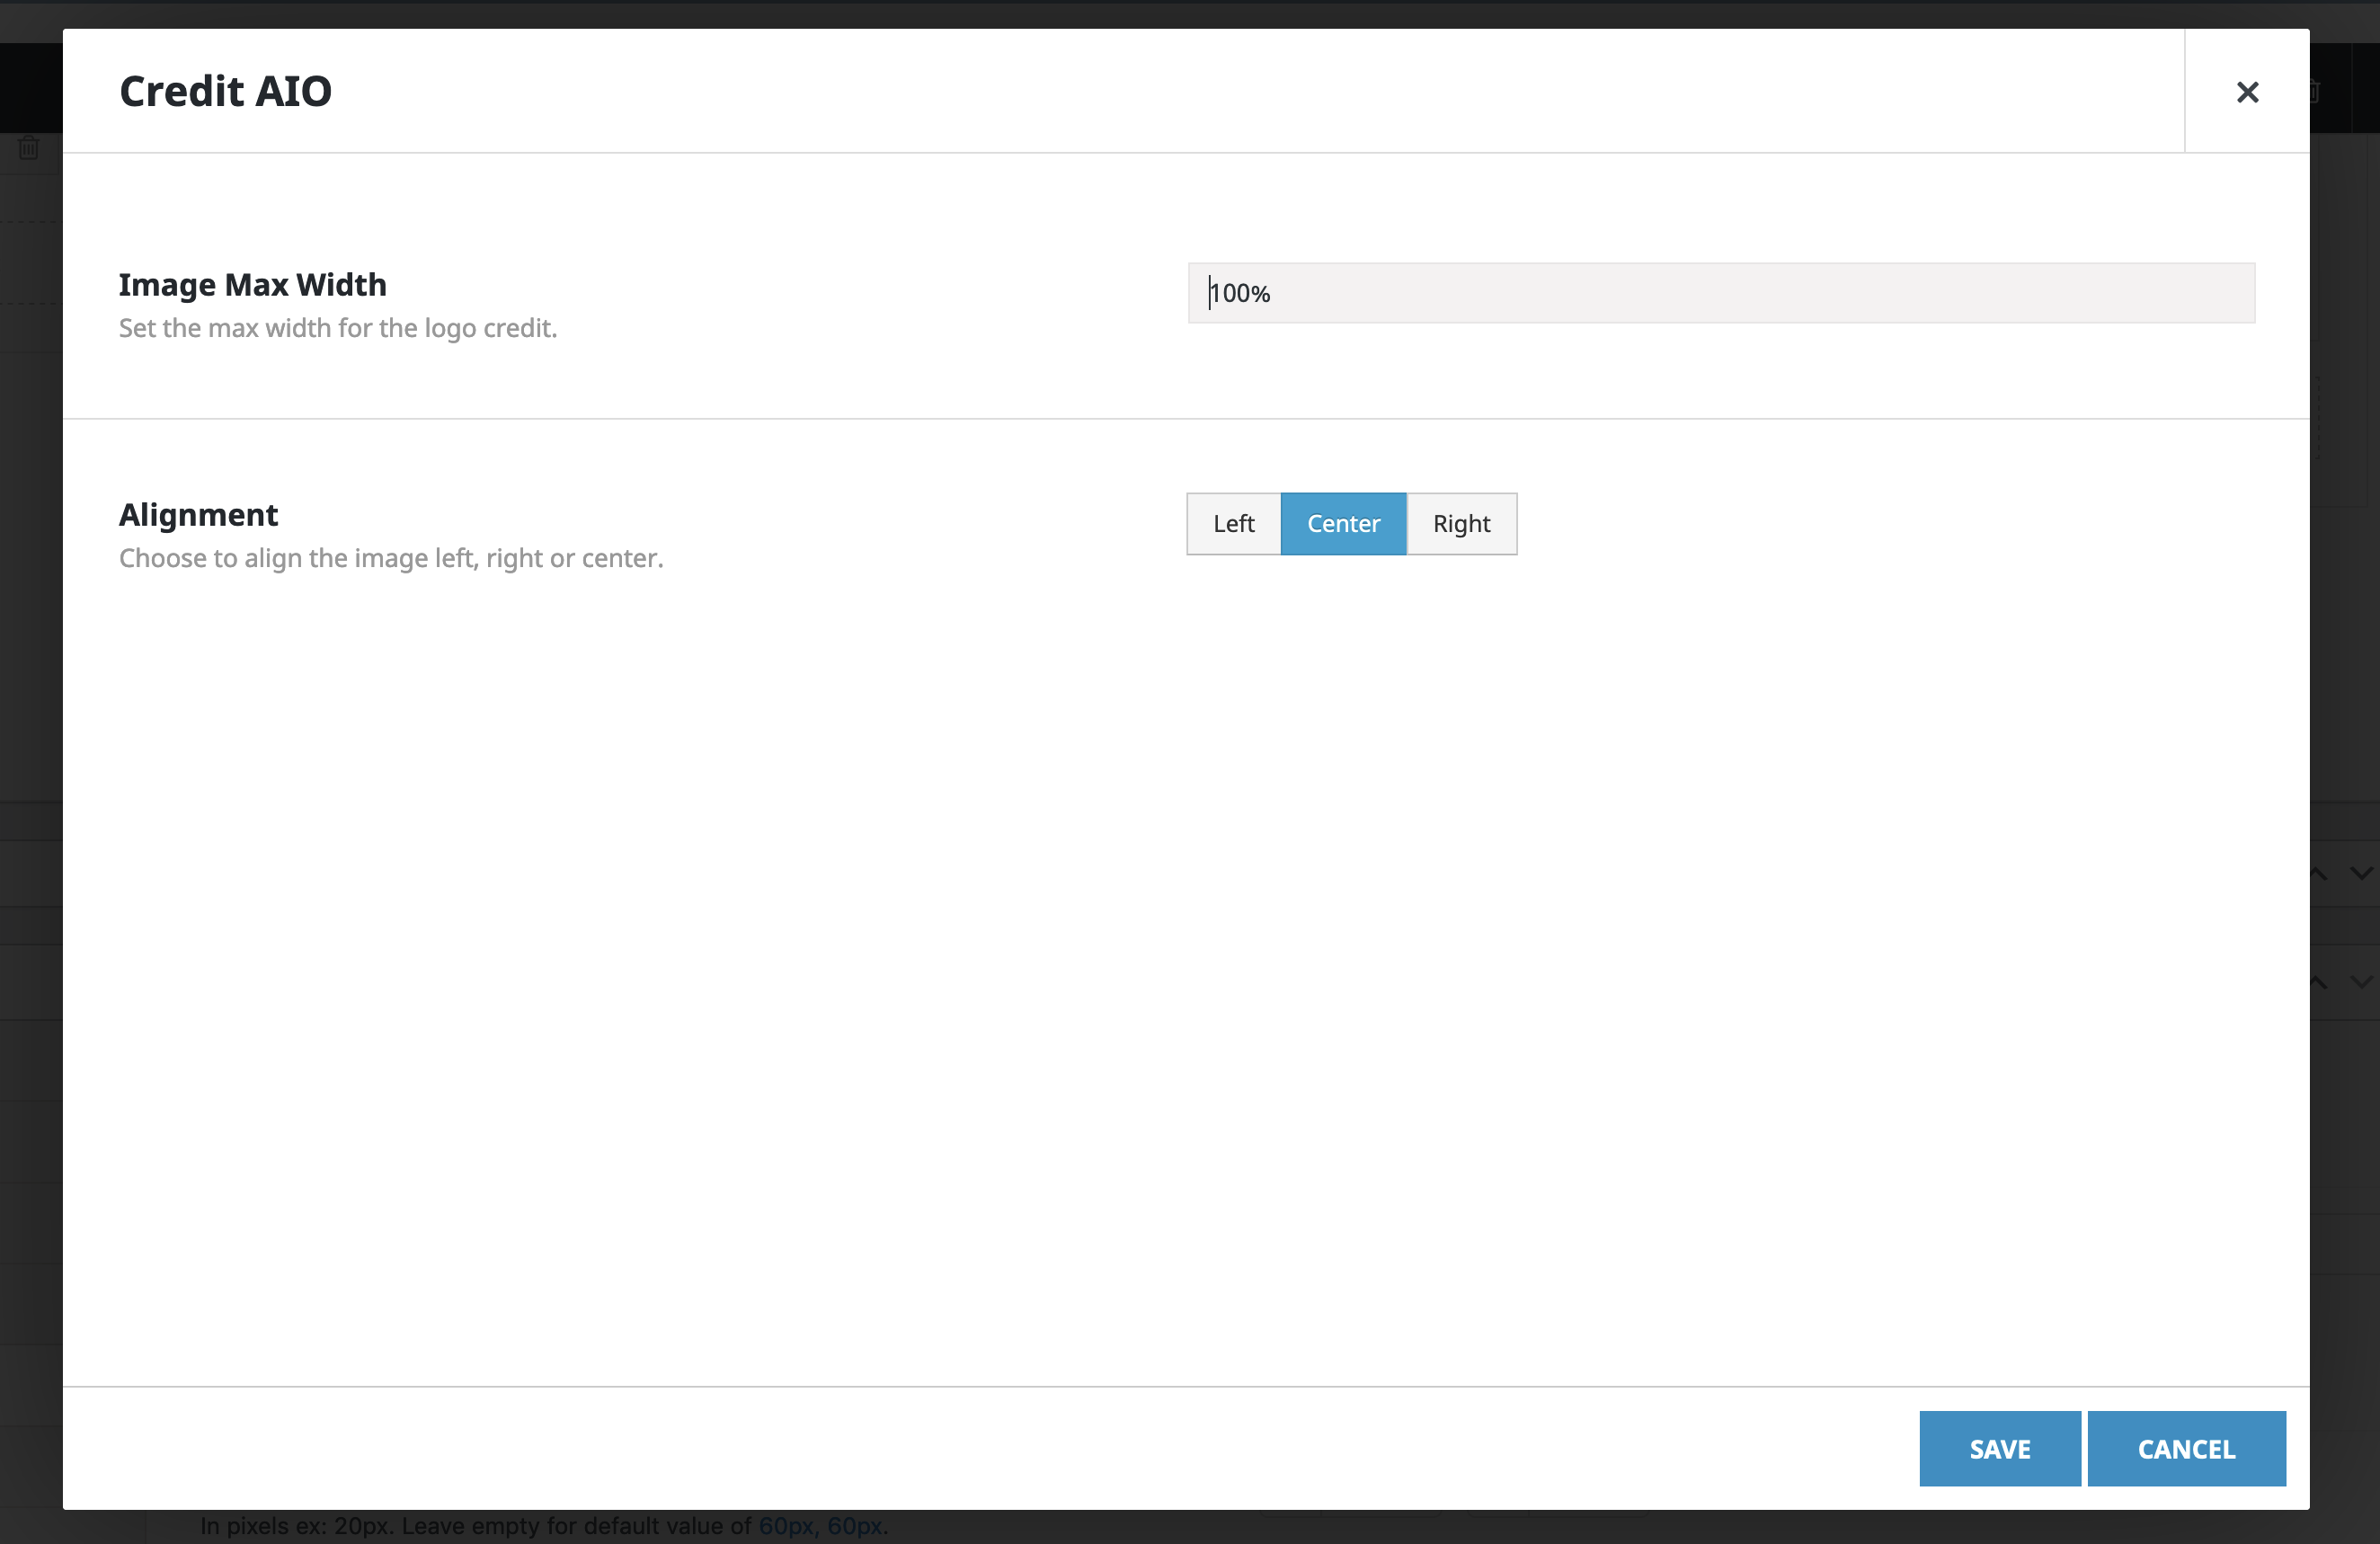 Credit AIO
Image Max Width
Set the max width for the logo credit.
100%
Alignment
Choose to align the image left, right or center.
Left
Center
Right
SAVE
CANCEL
In pixels ex: 20px. Leave empty for default value of 60px, 60px.